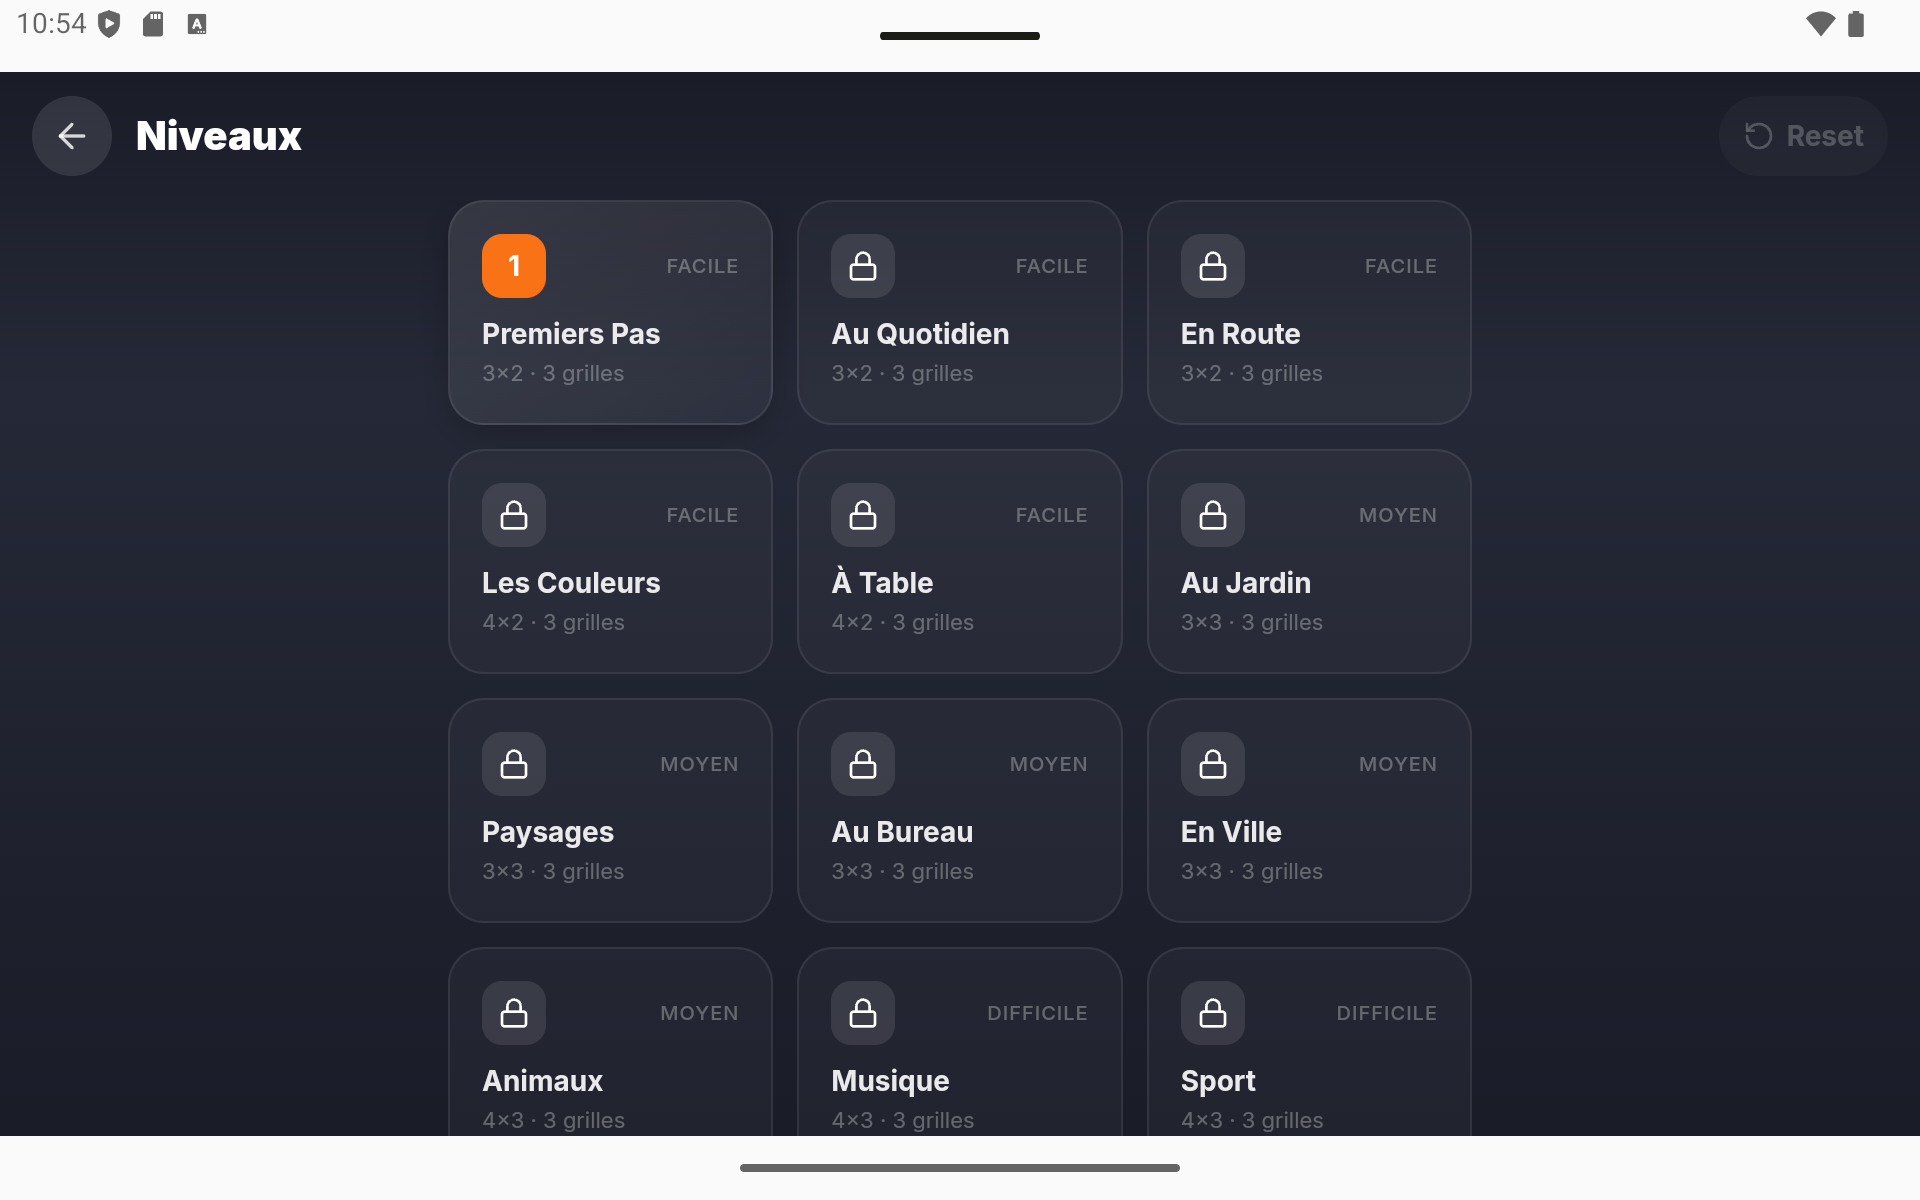 10:54
Niveaux
Reset
1
FACILE
Premiers Pas
3×2 · 3 grilles
FACILE
Au Quotidien
3×2 · 3 grilles
FACILE
En Route
3×2 · 3 grilles
FACILE
Les Couleurs
4×2 · 3 grilles
FACILE
À Table
4×2 · 3 grilles
MOYEN
Au Jardin
3×3 · 3 grilles
MOYEN
Paysages
3×3 · 3 grilles
MOYEN
Au Bureau
3×3 · 3 grilles
MOYEN
En Ville
3×3 · 3 grilles
MOYEN
Animaux
4×3 · 3 grilles
DIFFICILE
Musique
4×3 · 3 grilles
DIFFICILE
Sport
4×3 · 3 grilles